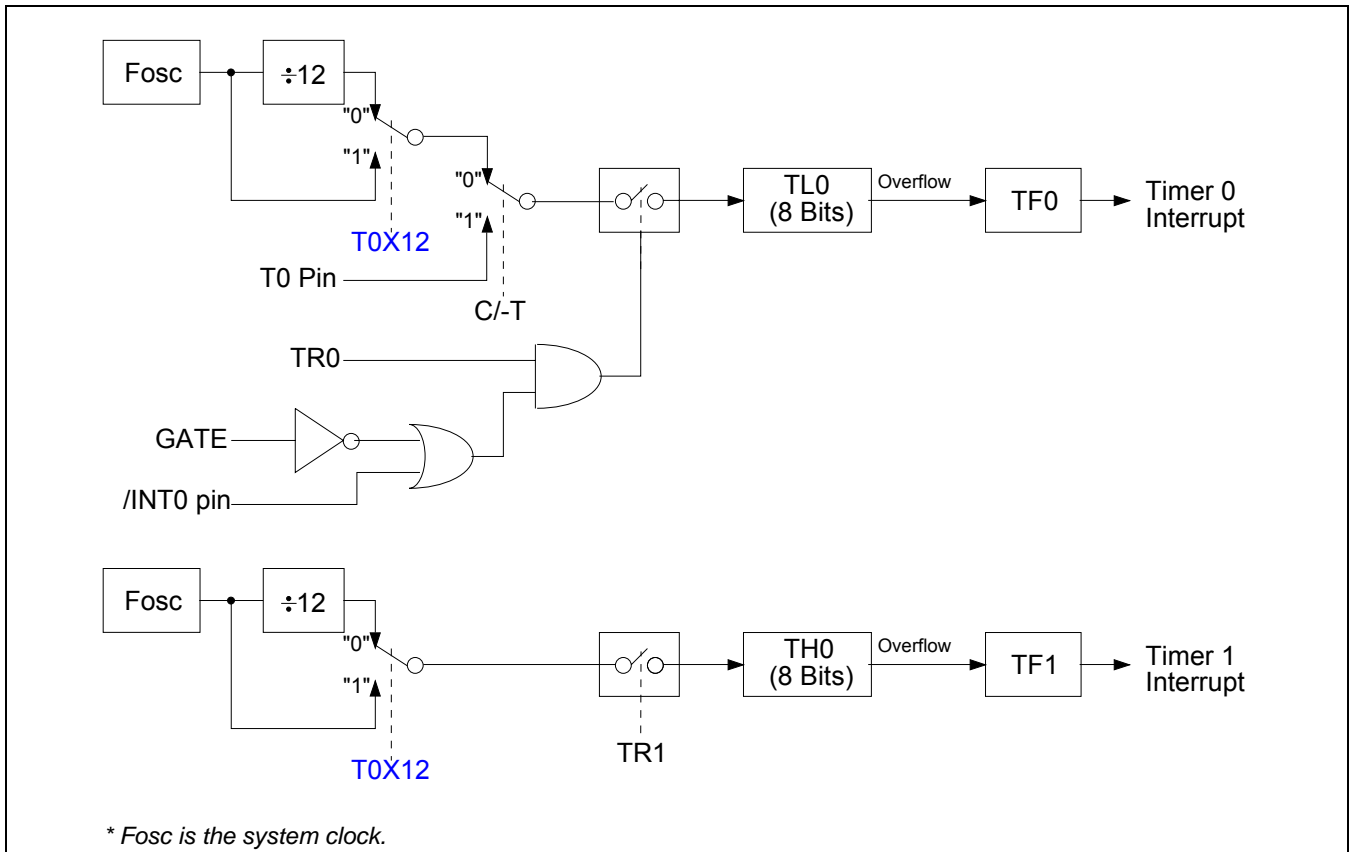 Fosc
÷12
"0"
"1"
T0X12
"0"
"1"
T0 Pin
C/-T
TL0
(8 Bits)
Overflow
TF0
Timer 0
Interrupt
TR0
GATE
/INT0 pin
Fosc
÷12
"0"
"1"
T0X12
TR1
TH0
(8 Bits)
Overflow
TF1
Timer 1
Interrupt
* Fosc is the system clock.